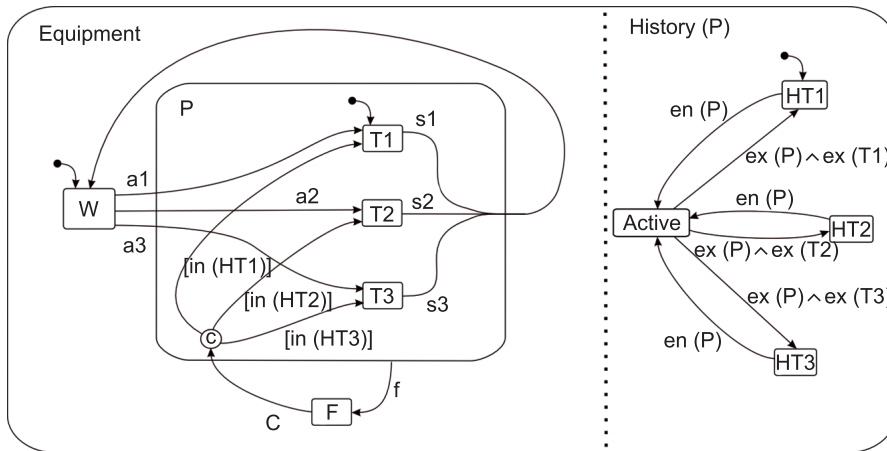 Equipment
History (P)
P
T1
s1
HT1
en (P)
ex (P)∧ex (T1)
a1
W
a2
T2
s2
en (P)
Active
HT2
a3
ex (P)∧ex (T2)
[in (HT1)]
[in (HT2)]
T3
s3
ex (P)∧ex (T3)
[in (HT3)]
C
en (P)
HT3
f
C
F